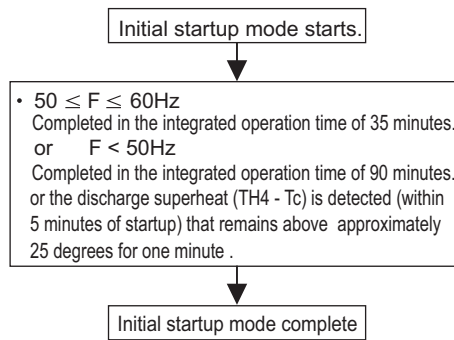 Initial startup mode starts.
• 50 ≤ F ≤ 60Hz
Completed in the integrated operation time of 35 minutes.
or F < 50Hz
Completed in the integrated operation time of 90 minutes.
or the discharge superheat (TH4 - Tc) is detected (within
5 minutes of startup) that remains above approximately
25 degrees for one minute .
Initial startup mode complete